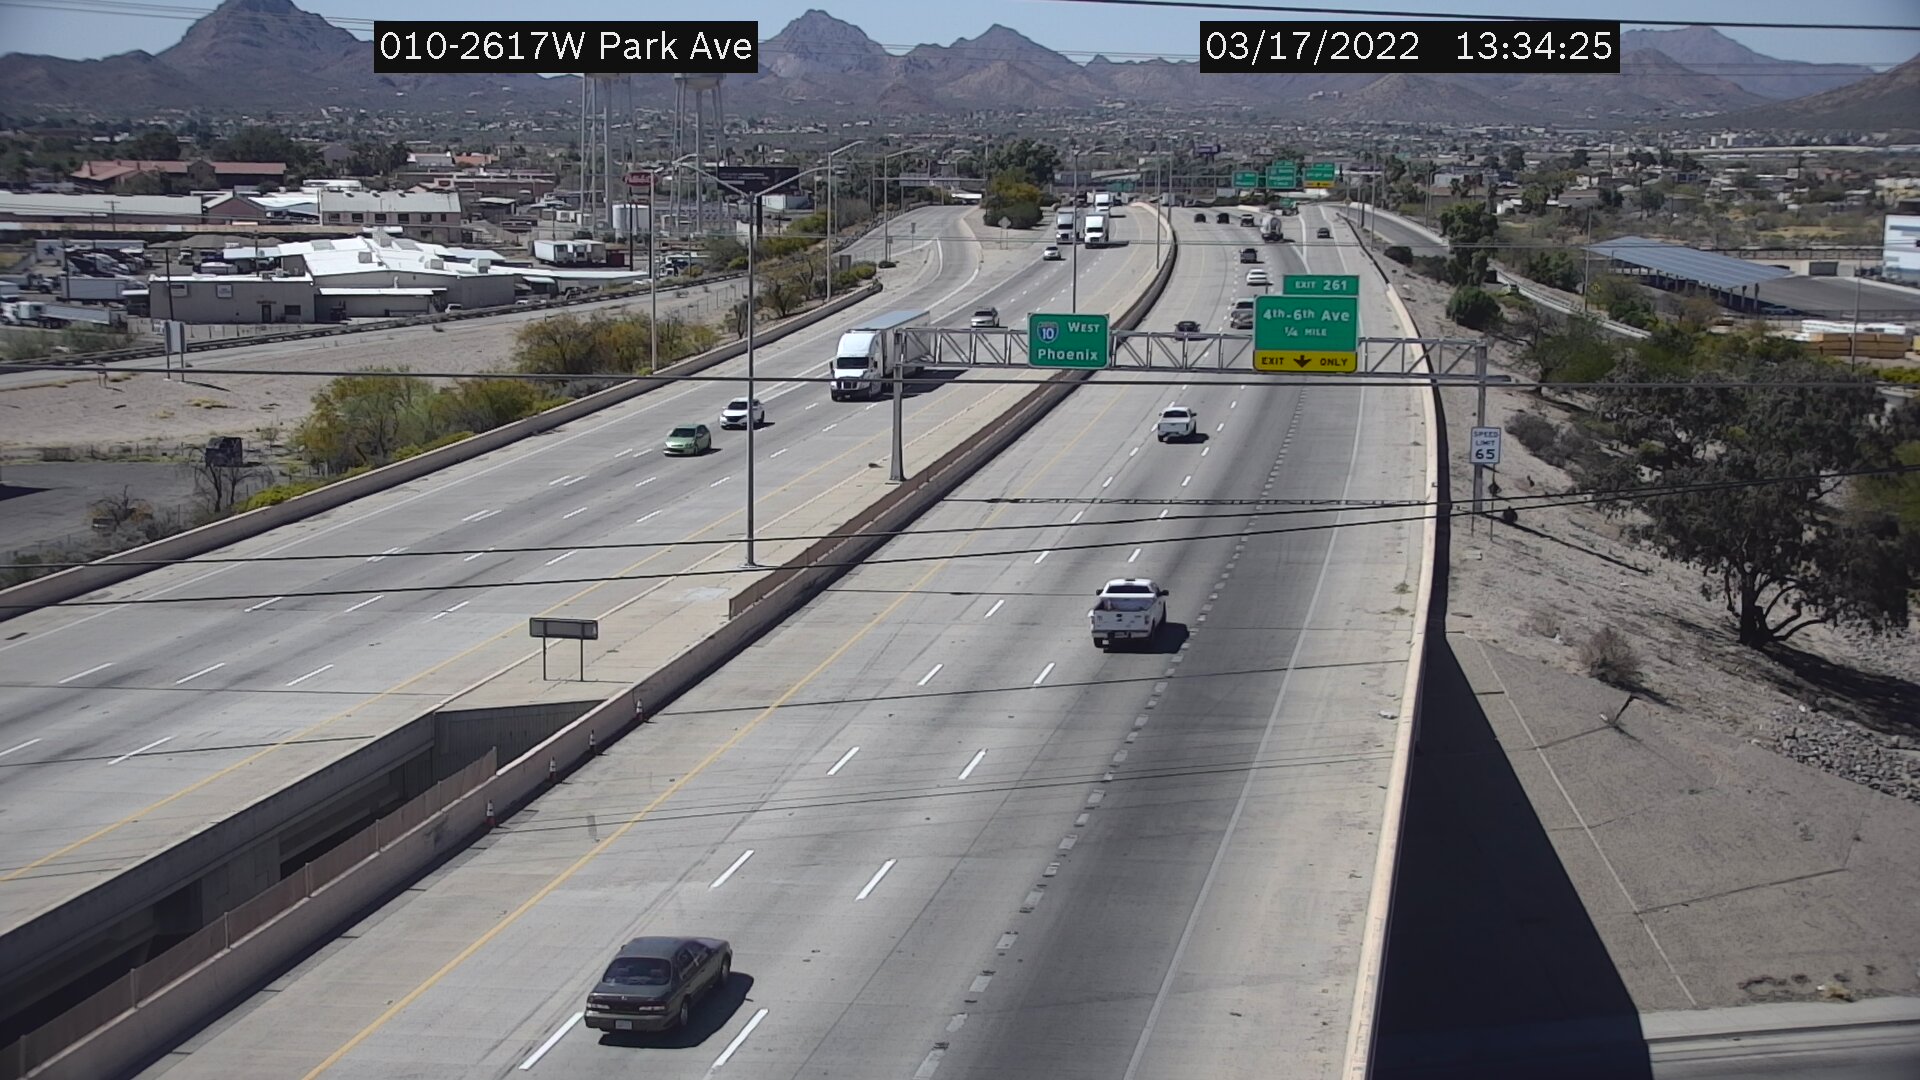 010-2617W Park Ave
03/17/2022 13:34:25
EXIT 261
10 WEST
Phoenix
4th-6th Ave
1/4 MILE
EXIT ONLY
SPEED
LIMIT
65